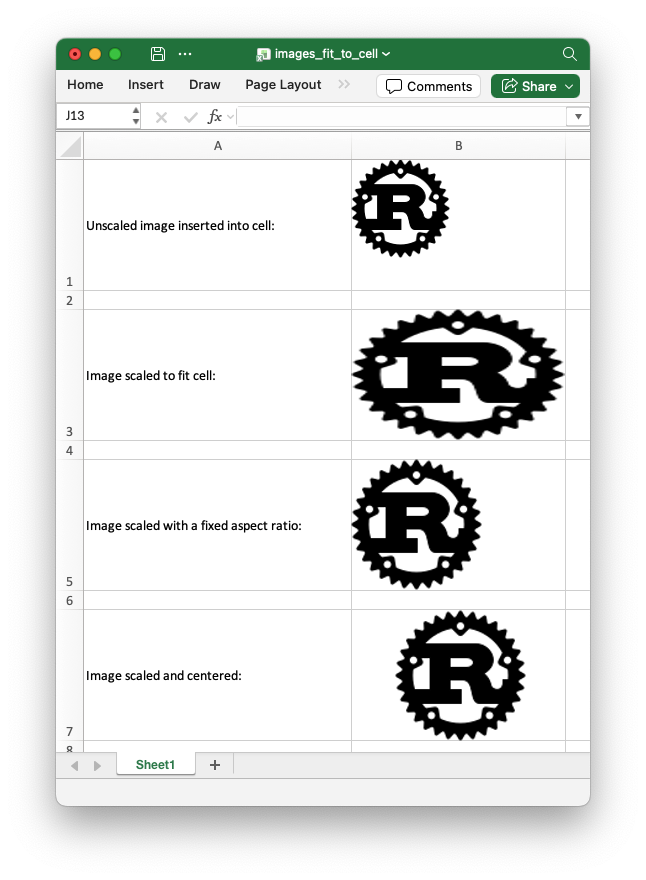 images_fit_to_cell
Home Insert Draw Page Layout Comments Share
J13 fx
A B
Unscaled image inserted into cell: R
1
2
Image scaled to fit cell: R
3
4
Image scaled with a fixed aspect ratio: R
5
6
Image scaled and centered: R
7
8
Sheet1 +